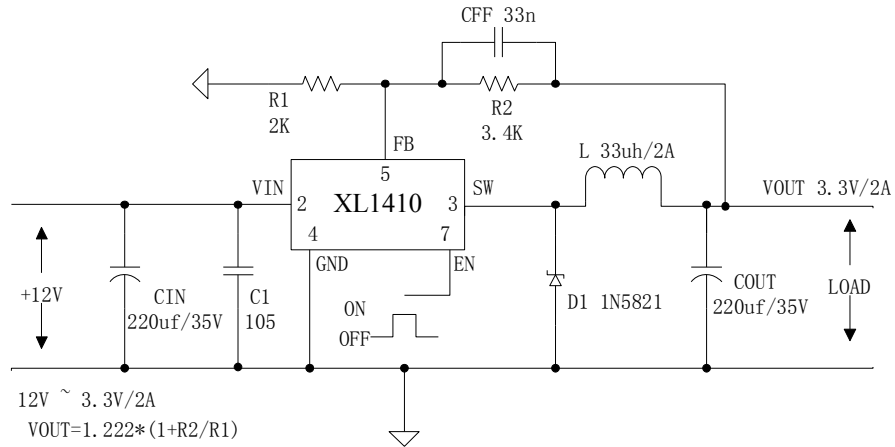 CFF 33n
R1
2K
R2
3.4K
FB
5
L 33uh/2A
VIN
SW
VOUT 3.3V/2A
2
XL1410
3
4
7
GND
EN
+12V
CIN
220uf/35V
C1
105
ON
OFF
D1 1N5821
COUT
220uf/35V
LOAD
12V ~ 3.3V/2A
VOUT=1.222*(1+R2/R1)